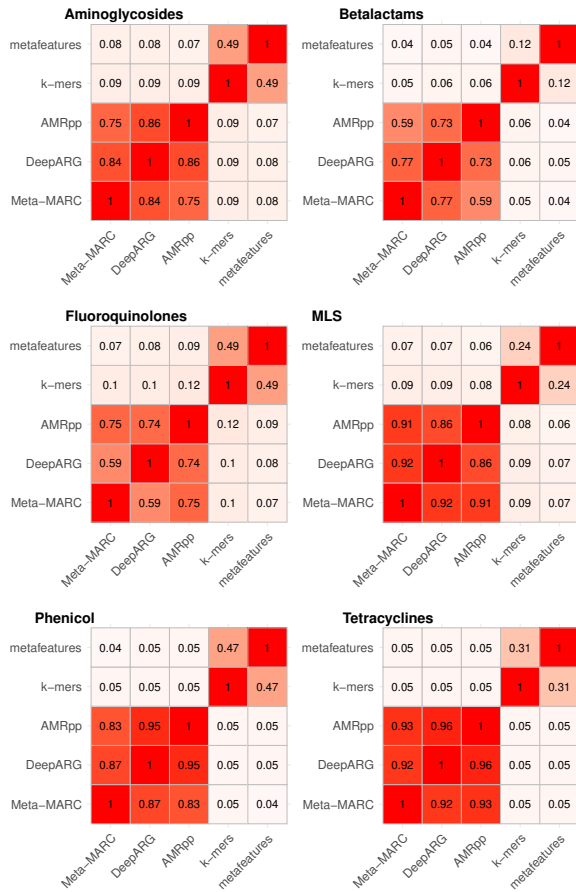 Aminoglycosides
metafeatures 0.08 0.08 0.07 0.49 1
k−mers 0.09 0.09 0.09 1 0.49
AMRpp 0.75 0.86 1 0.09 0.07
DeepARG 0.84 1 0.86 0.09 0.08
Meta−MARC 1 0.84 0.75 0.09 0.08
Meta−MARC DeepARG AMRpp k−mers metafeatures
Betalactams
metafeatures 0.04 0.05 0.04 0.12 1
k−mers 0.05 0.06 0.06 1 0.12
AMRpp 0.59 0.73 1 0.06 0.04
DeepARG 0.77 1 0.73 0.06 0.05
Meta−MARC 1 0.77 0.59 0.05 0.04
Meta−MARC DeepARG AMRpp k−mers metafeatures
Fluoroquinolones
metafeatures 0.07 0.08 0.09 0.49 1
k−mers 0.1 0.1 0.12 1 0.49
AMRpp 0.75 0.74 1 0.12 0.09
DeepARG 0.59 1 0.74 0.1 0.08
Meta−MARC 1 0.59 0.75 0.1 0.07
Meta−MARC DeepARG AMRpp k−mers metafeatures
MLS
metafeatures 0.07 0.07 0.06 0.24 1
k−mers 0.09 0.09 0.08 1 0.24
AMRpp 0.91 0.86 1 0.08 0.06
DeepARG 0.92 1 0.86 0.09 0.07
Meta−MARC 1 0.92 0.91 0.09 0.07
Meta−MARC DeepARG AMRpp k−mers metafeatures
Phenicol
metafeatures 0.04 0.05 0.05 0.47 1
k−mers 0.05 0.05 0.05 1 0.47
AMRpp 0.83 0.95 1 0.05 0.05
DeepARG 0.87 1 0.95 0.05 0.05
Meta−MARC 1 0.87 0.83 0.05 0.04
Meta−MARC DeepARG AMRpp k−mers metafeatures
Tetracyclines
metafeatures 0.05 0.05 0.05 0.31 1
k−mers 0.05 0.05 0.05 1 0.31
AMRpp 0.93 0.96 1 0.05 0.05
DeepARG 0.92 1 0.96 0.05 0.05
Meta−MARC 1 0.92 0.93 0.05 0.05
Meta−MARC DeepARG AMRpp k−mers metafeatures